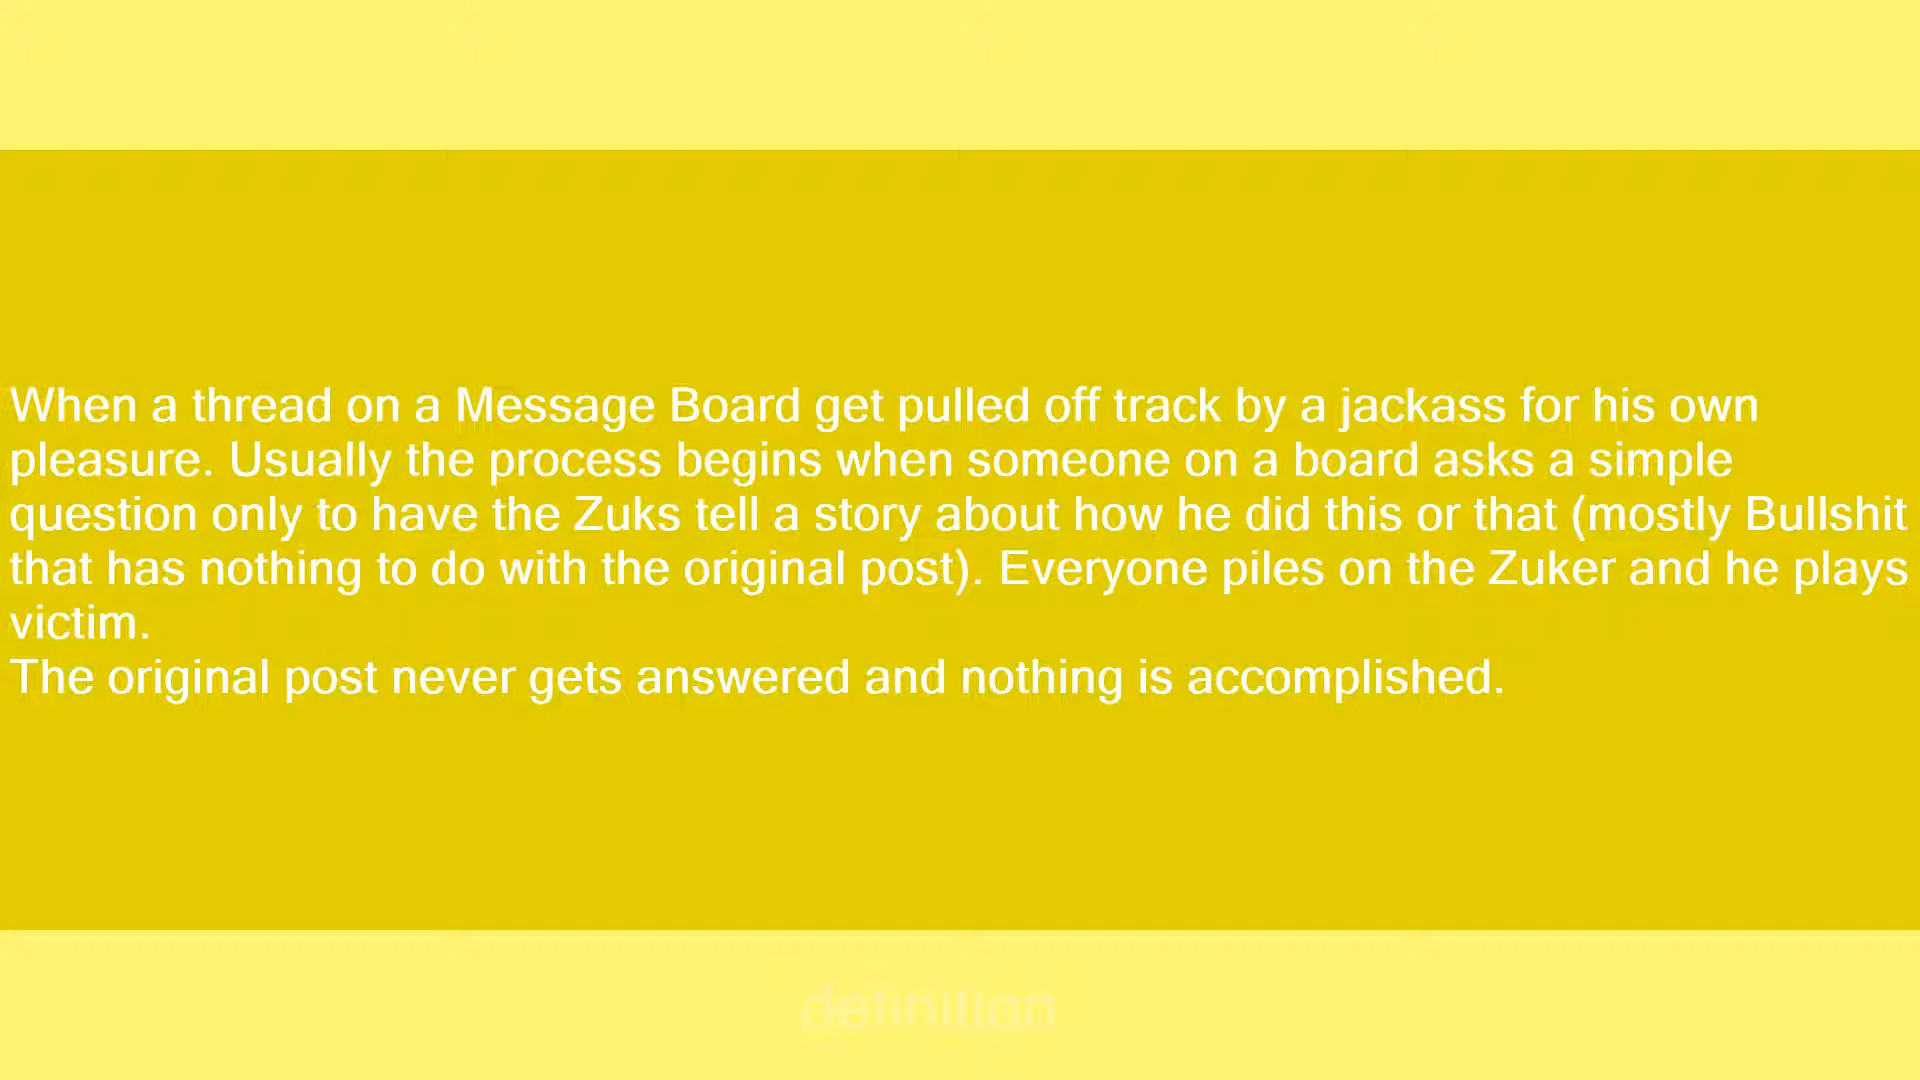 When a thread on a Message Board get pulled off track by a jackass for his own
pleasure. Usually the process begins when someone on a board asks a simple
question only to have the Zuks tell a story about how he did this or that (mostly Bullshit
that has nothing to do with the original post). Everyone piles on the Zuker and he plays
victim.
The original post never gets answered and nothing is accomplished.
definition